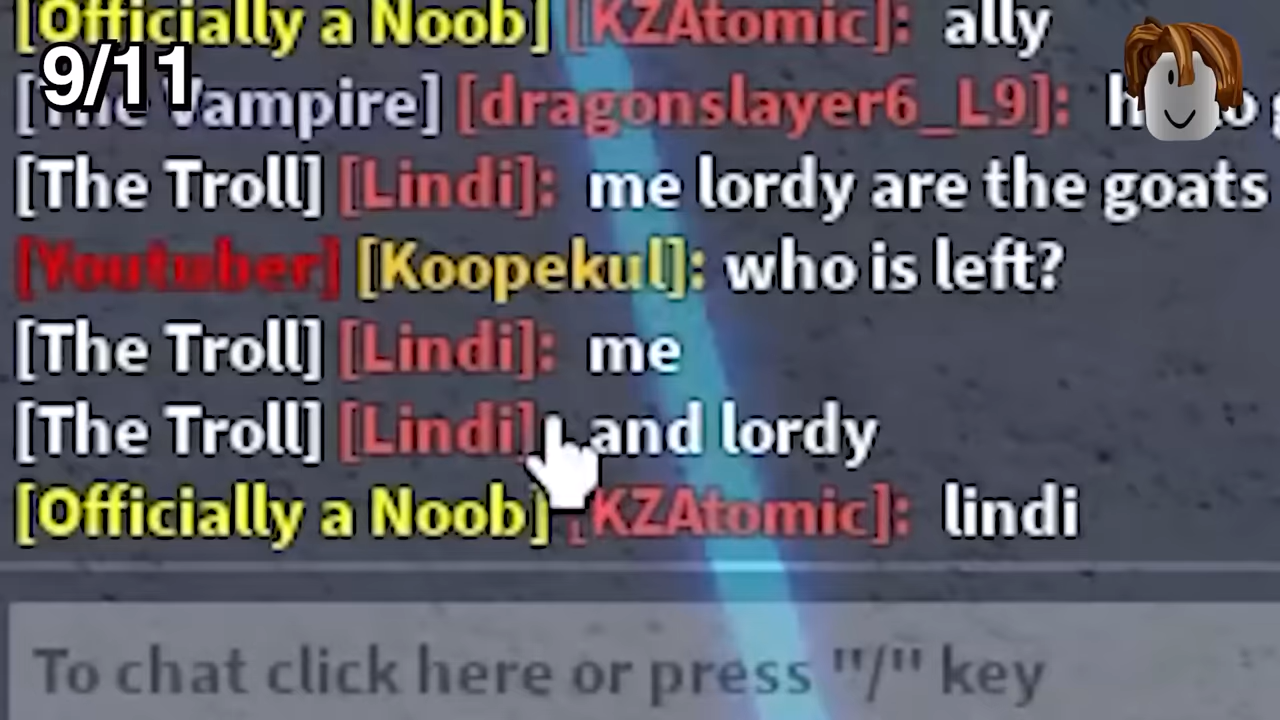 [Officially a Noob] [KZAtomic]: ally
9/11
[The Vampire] [dragonslayer6_L9]:
[The Troll] [Lindi]: me lordy are the goats
[Youtuber] [Koopekul]: who is left?
[The Troll] [Lindi]: me
[The Troll] [Lindi] and lordy
[Officially a Noob] [KZAtomic]: lindi
To chat click here or press "/" key